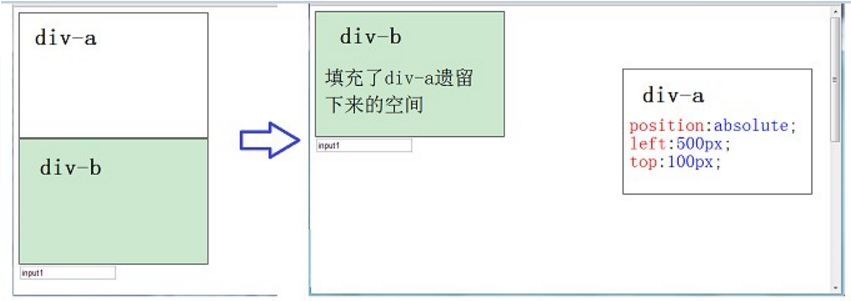 div-a
div-b
input1
div-b
填充了div-a遗留
下来的空间
input1
div-a
position:absolute;
left:500px;
top:100px;